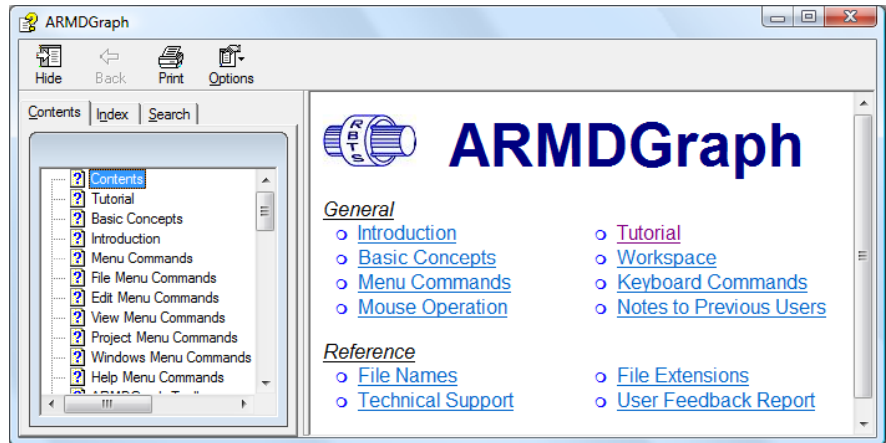 ARMDGraph
Hide Back Print Options
Contents Index Search
Contents
Tutorial
Basic Concepts
Introduction
Menu Commands
File Menu Commands
Edit Menu Commands
View Menu Commands
Project Menu Commands
Windows Menu Commands
Help Menu Commands
RBTS
ARMDGraph
General
Introduction
Tutorial
Basic Concepts
Workspace
Menu Commands
Keyboard Commands
Mouse Operation
Notes to Previous Users
Reference
File Names
File Extensions
Technical Support
User Feedback Report